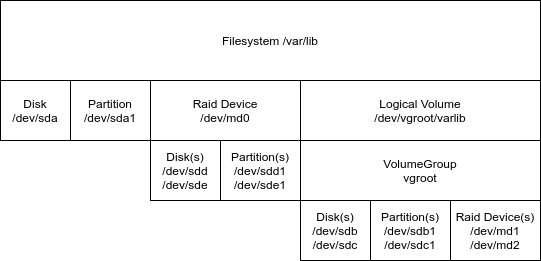 Filesystem /var/lib
Disk
/dev/sda
Partition
/dev/sda1
Raid Device
/dev/md0
Logical Volume
/dev/vgroot/varlib
Disk(s)
/dev/sdd
/dev/sde
Partition(s)
/dev/sdd1
/dev/sde1
VolumeGroup
vgroot
Disk(s)
/dev/sdb
/dev/sdc
Partition(s)
/dev/sdb1
/dev/sdc1
Raid Device(s)
/dev/md1
/dev/md2